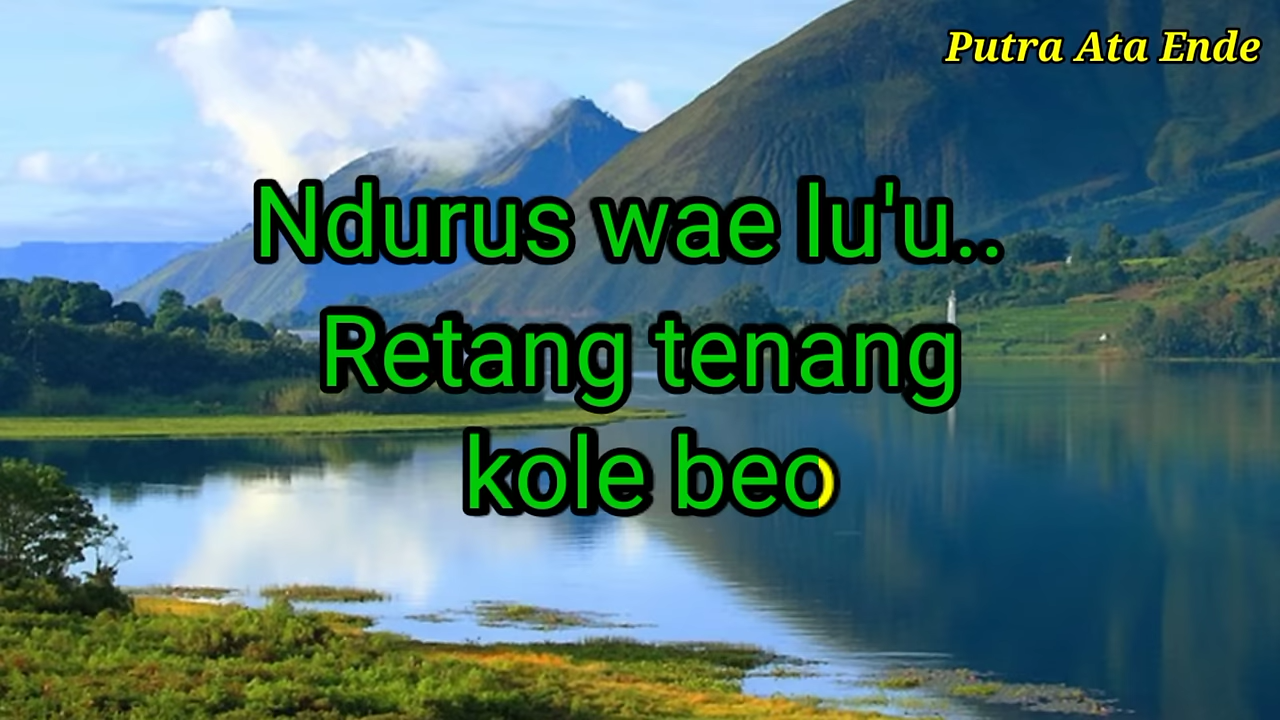 Putra Ata Ende
Ndurus wae lu'u..
Retang tenang
kole beo